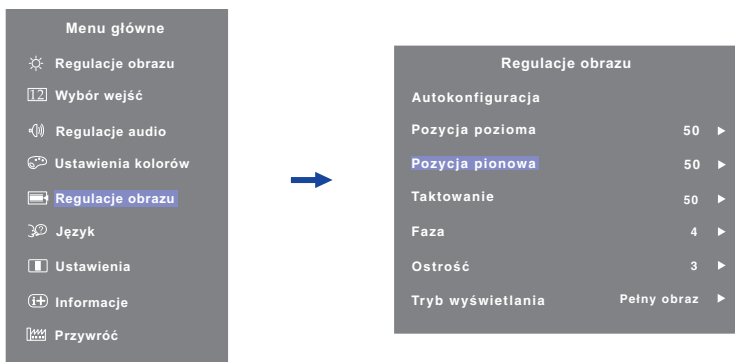 Menu główne
Regulacje obrazu
12 Wybór wejść
Regulacje audio
Ustawienia kolorów
Regulacje obrazu
Język
Ustawienia
Informacje
Przywróć
Regulacje obrazu
Autokonfiguracja
Pozycja pozioma 50
Pozycja pionowa 50
Taktowanie 50
Faza 4
Ostrość 3
Tryb wyświetlania Pełny obraz